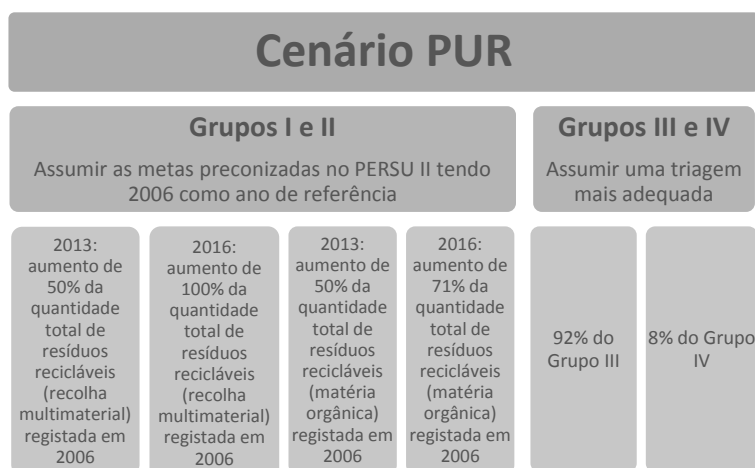 Cenário PUR
Grupos I e II
Assumir as metas preconizadas no PERSU II tendo
2006 como ano de referência
Grupos III e IV
Assumir uma triagem
mais adequada
2013:
aumento de
50% da
quantidade
total de
resíduos
recicláveis
(recolha
multimaterial)
registada em
2006
2016:
aumento de
100% da
quantidade
total de
resíduos
recicláveis
(recolha
multimaterial)
registada em
2006
2013:
aumento de
50% da
quantidade
total de
resíduos
recicláveis
(matéria
orgânica)
registada em
2006
2016:
aumento de
71% da
quantidade
total de
resíduos
recicláveis
(matéria
orgânica)
registada em
2006
92% do
Grupo III
8% do Grupo
IV